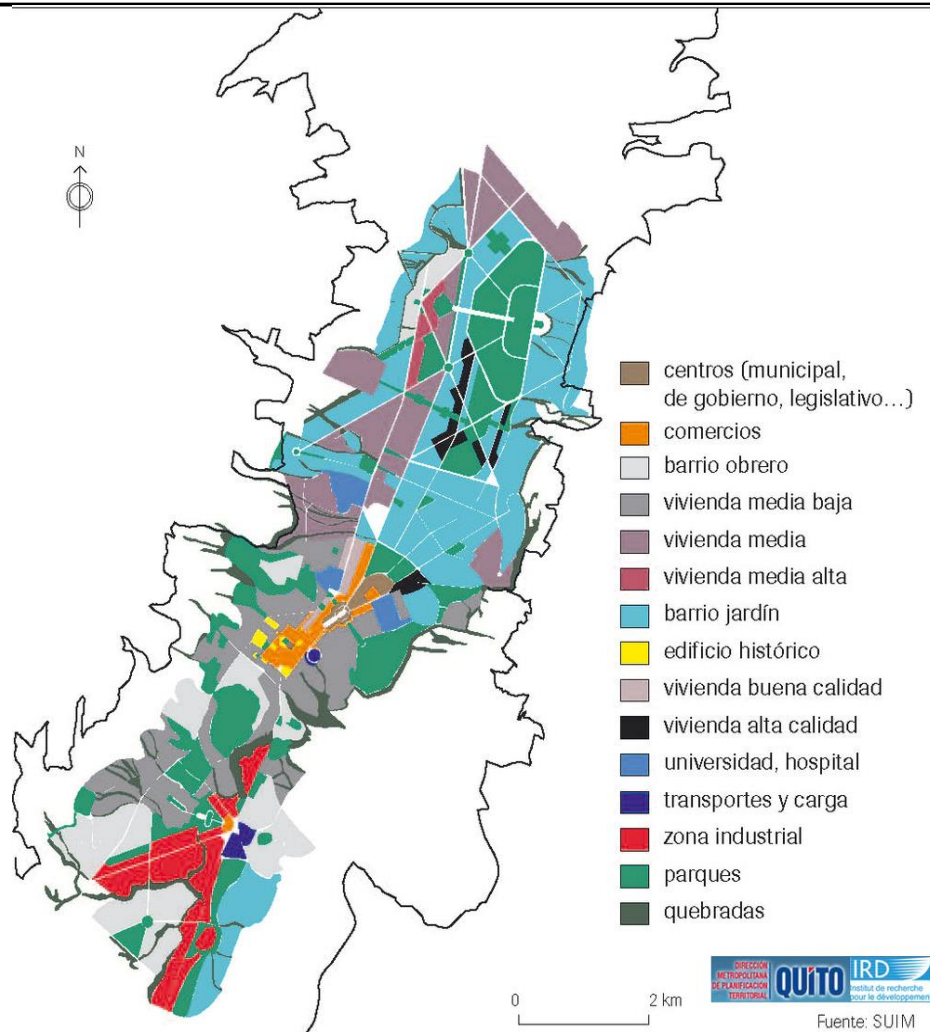 N
centros (municipal,
de gobierno, legislativo...)
comercios
barrio obrero
vivienda media baja
vivienda media
vivienda media alta
barrio jardín
edificio histórico
vivienda buena calidad
vivienda alta calidad
universidad, hospital
transportes y carga
zona industrial
parques
quebradas
0 2 km
DIRECCIÓN
METROPOLITANA
DE PLANIFICACIÓN
TERRITORIAL
QUITO
IRD
Institut de recherche
pour le développement
Fuente: SUIM